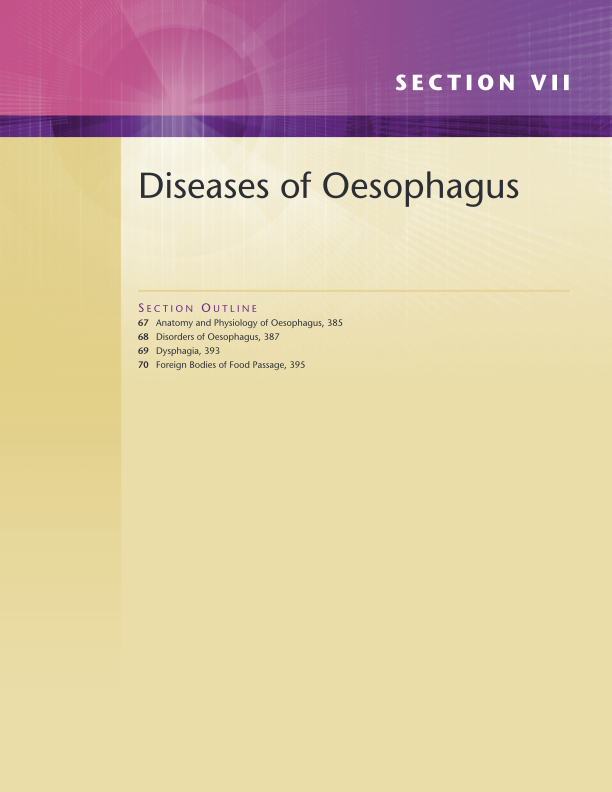 SECTION VII
Diseases of Oesophagus
SECTION OUTLINE
67 Anatomy and Physiology of Oesophagus, 385
68 Disorders of Oesophagus, 387
69 Dysphagia, 393
70 Foreign Bodies of Food Passage, 395